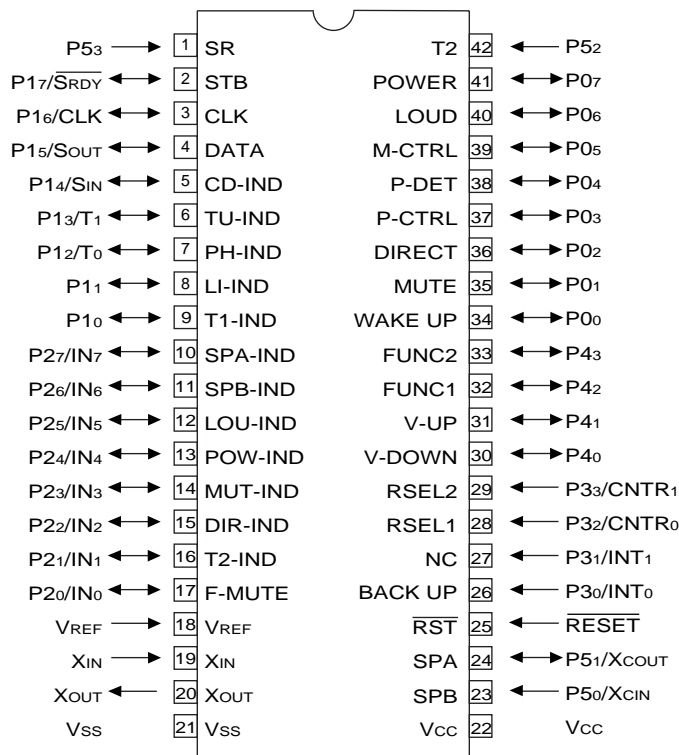 P53 1 SR T2 42 P52
P17/SRDY 2 STB POWER 41 P07
P16/CLK 3 CLK LOUD 40 P06
P15/SOUT 4 DATA M-CTRL 39 P05
P14/SIN 5 CD-IND P-DET 38 P04
P13/T1 6 TU-IND P-CTRL 37 P03
P12/T0 7 PH-IND DIRECT 36 P02
P11 8 LI-IND MUTE 35 P01
P10 9 T1-IND WAKE UP 34 P00
P27/IN7 10 SPA-IND FUNC2 33 P43
P26/IN6 11 SPB-IND FUNC1 32 P42
P25/IN5 12 LOU-IND V-UP 31 P41
P24/IN4 13 POW-IND V-DOWN 30 P40
P23/IN3 14 MUT-IND RSEL2 29 P33/CNTR1
P22/IN2 15 DIR-IND RSEL1 28 P32/CNTR0
P21/IN1 16 T2-IND NC 27 P31/INT1
P20/IN0 17 F-MUTE BACK UP 26 P30/INT0
VREF 18 VREF RST 25 RESET
XIN 19 XIN SPA 24 P51/XCOUT
XOUT 20 XOUT SPB 23 P50/XCIN
VSS 21 VSS VCC 22 VCC